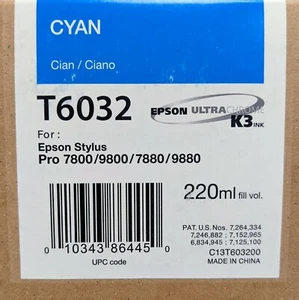 CYAN
Cian / Ciano
T6032
EPSON ULTRACHROME
K3 INK
For :
Epson Stylus
Pro 7800/9800/7880/9880
220ml fill vol.
PAT. U.S. Nos. 7,264,334
7,246,882 ; 7,152,965
6,834,945 ; 7,125,100
C13T603200
MADE IN CHINA
0 10343 86445 0
UPC code